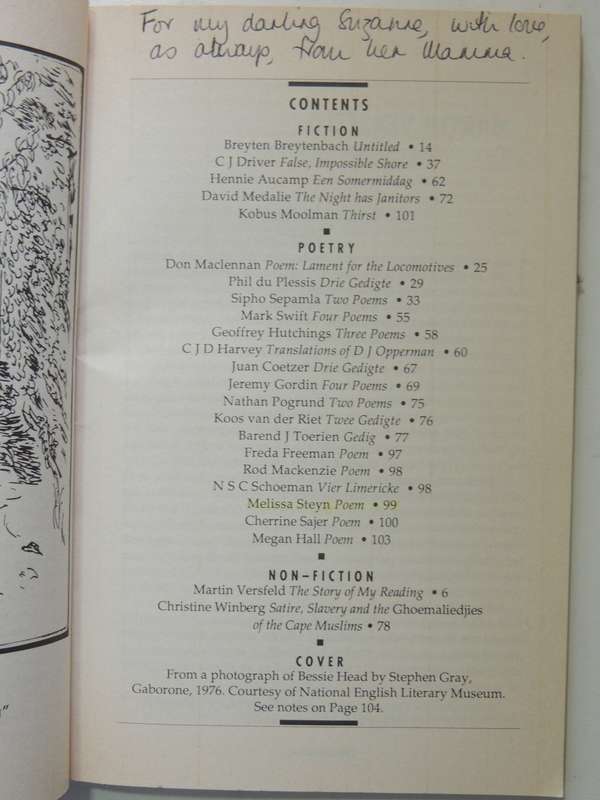 For my darling Suzanne, with love,
as always, from her Mamma.
CONTENTS
FICTION
Breyten Breytenbach Untitled • 14
C J Driver False, Impossible Shore • 37
Hennie Aucamp Een Somermiddag • 62
David Medalie The Night has Janitors • 72
Kobus Moolman Thirst • 101
POETRY
Don Maclennan Poem: Lament for the Locomotives • 25
Phil du Plessis Drie Gedigte • 29
Sipho Sepamla Two Poems • 33
Mark Swift Four Poems • 55
Geoffrey Hutchings Three Poems • 58
C J D Harvey Translations of D J Opperman • 60
Juan Coetzer Drie Gedigte • 67
Jeremy Gordin Four Poems • 69
Nathan Pogrund Two Poems • 75
Koos van der Riet Twee Gedigte • 76
Barend J Toerien Gedig • 77
Freda Freeman Poem • 97
Rod Mackenzie Poem • 98
N S C Schoeman Vier Limericke • 98
Melissa Steyn Poem • 99
Cherrine Sajer Poem • 100
Megan Hall Poem • 103
NON–FICTION
Martin Versfeld The Story of My Reading • 6
Christine Winberg Satire, Slavery and the Ghoemaliedjies
of the Cape Muslims • 78
COVER
From a photograph of Bessie Head by Stephen Gray,
Gaborone, 1976. Courtesy of National English Literary Museum.
See notes on Page 104.